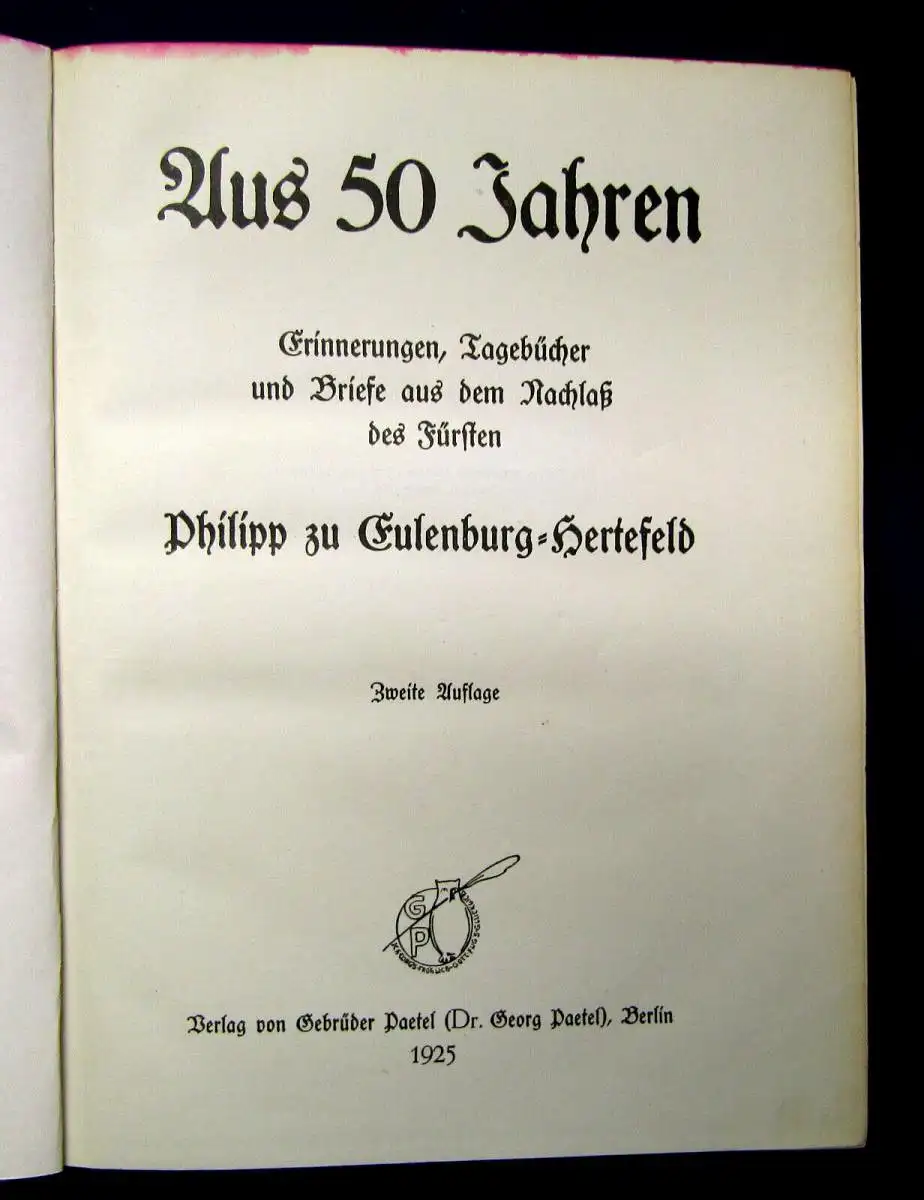 Aus 50 Jahren
Erinnerungen, Tagebücher
und Briefe aus dem Nachlaß
des Fürsten
Philipp zu Eulenburg-Hertefeld
Zweite Auflage
G
P
Verlag von Gebrüder Paetel (Dr. Georg Paetel), Berlin
1925